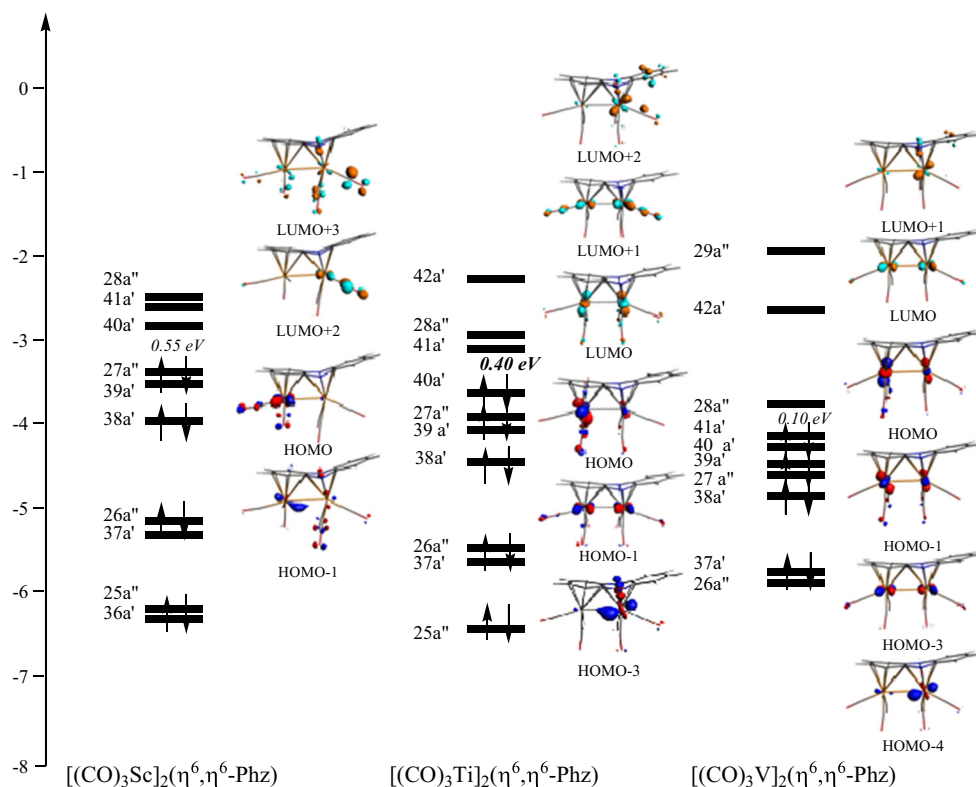 0
-1
-2
-3
-4
-5
-6
-7
-8
28a"
41a'
40a'
0.55 eV
27a"
39a'
38a'
26a"
37a'
25a"
36a'
LUMO+3
LUMO+2
HOMO
HOMO-1
[(CO)₃Sc]₂(η⁶,η⁶-Phz)
42a'
28a"
41a'
0.40 eV
40a'
27a"
39 a'
38a'
26a"
37a'
25a"
LUMO+2
LUMO+1
LUMO
HOMO
HOMO-1
HOMO-3
[(CO)₃Ti]₂(η⁶,η⁶-Phz)
29a"
42a'
28a"
0.10 eV
41a'
40 a'
39a'
27 a"
38a'
37a'
26a"
LUMO+1
LUMO
HOMO
HOMO-1
HOMO-3
HOMO-4
[(CO)₃V]₂(η⁶,η⁶-Phz)